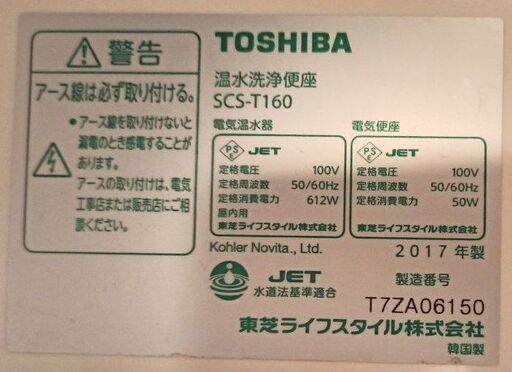 警告
アース線は必ず取り付ける。
●アース線を取り付けないと
漏電のとき感電することが
あります。
アースの取り付けは、電気
工事店または販売店にご相
談ください。
TOSHIBA
温水洗浄便座
SCS-T160
電気温水器
PS
E
JET
定格電圧 100V
定格周波数 50/60Hz
定格消費電力 612W
屋内用
東芝ライフスタイル株式会社
電気便座
PS
E
JET
定格電圧 100V
定格周波数 50/60Hz
定格消費電力 50W
東芝ライフスタイル株式会社
Kohler Novita., Ltd.
2017年製
JET
水道法基準適合
製造番号
T7ZA06150
東芝ライフスタイル株式会社
韓国製